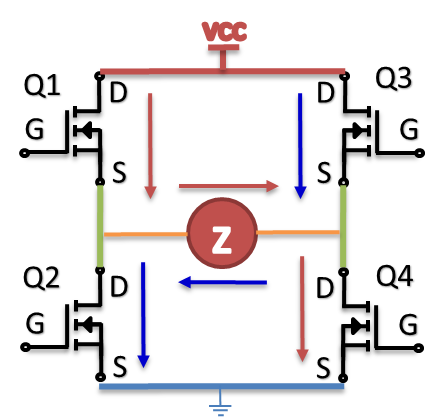 VCC
Q1 D D Q3
G G
S S
Z
Q2 D D Q4
G G
S S